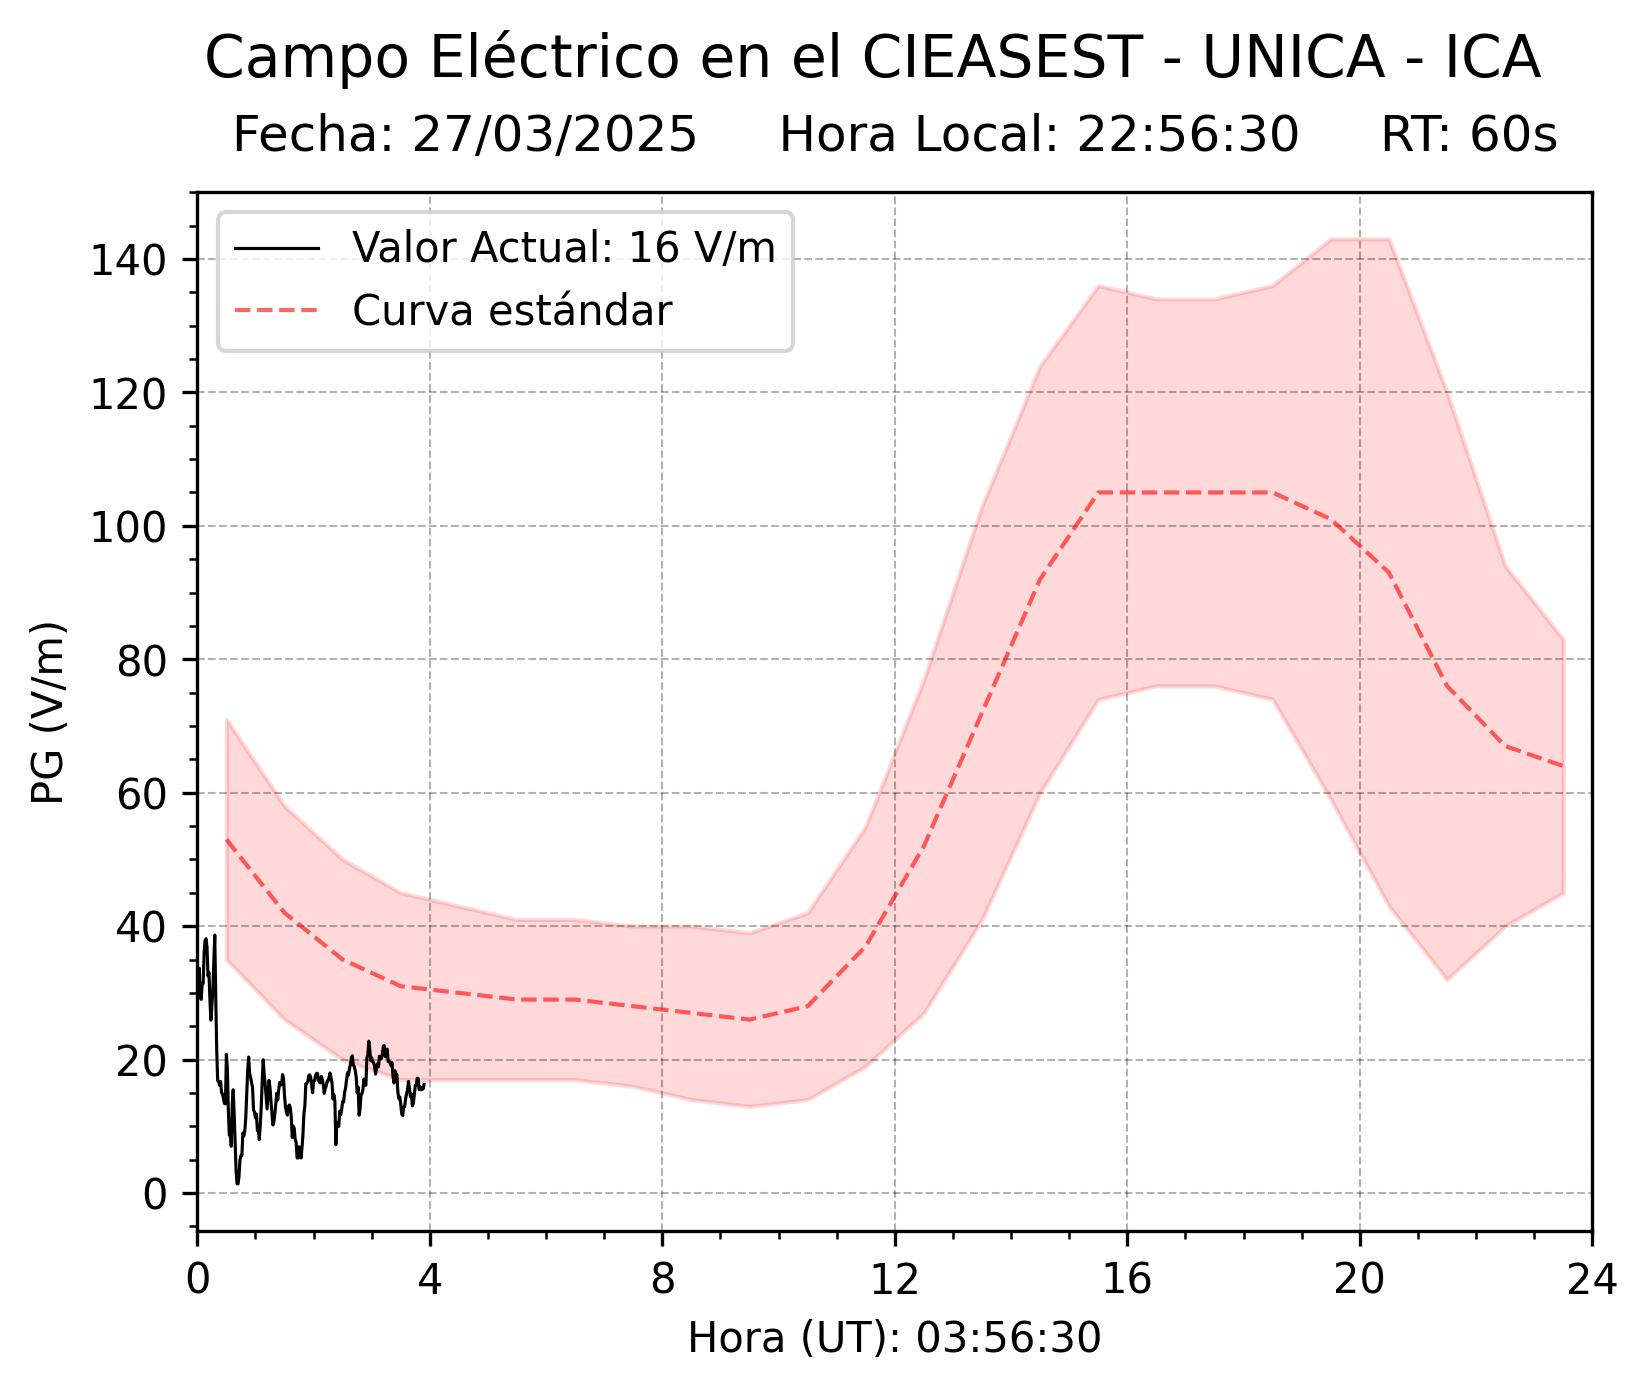 Campo Eléctrico en el CIEASEST - UNICA - ICA
Fecha: 27/03/2025 Hora Local: 22:56:30 RT: 60s
Valor Actual: 16 V/m
Curva estándar
140
120
100
80
60
40
20
0
PG (V/m)
0 4 8 12 16 20 24
Hora (UT): 03:56:30